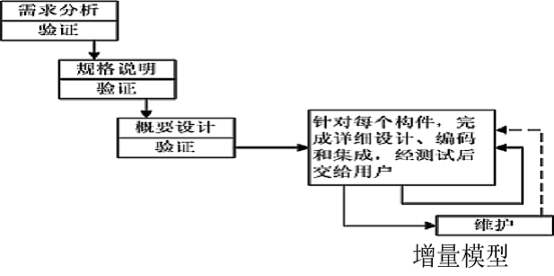 需求分析
验证
规格说明
验证
概要设计
验证
针对每个构件，完
成详细设计、编码
和集成，经测试后
交给用户
维护
增量模型